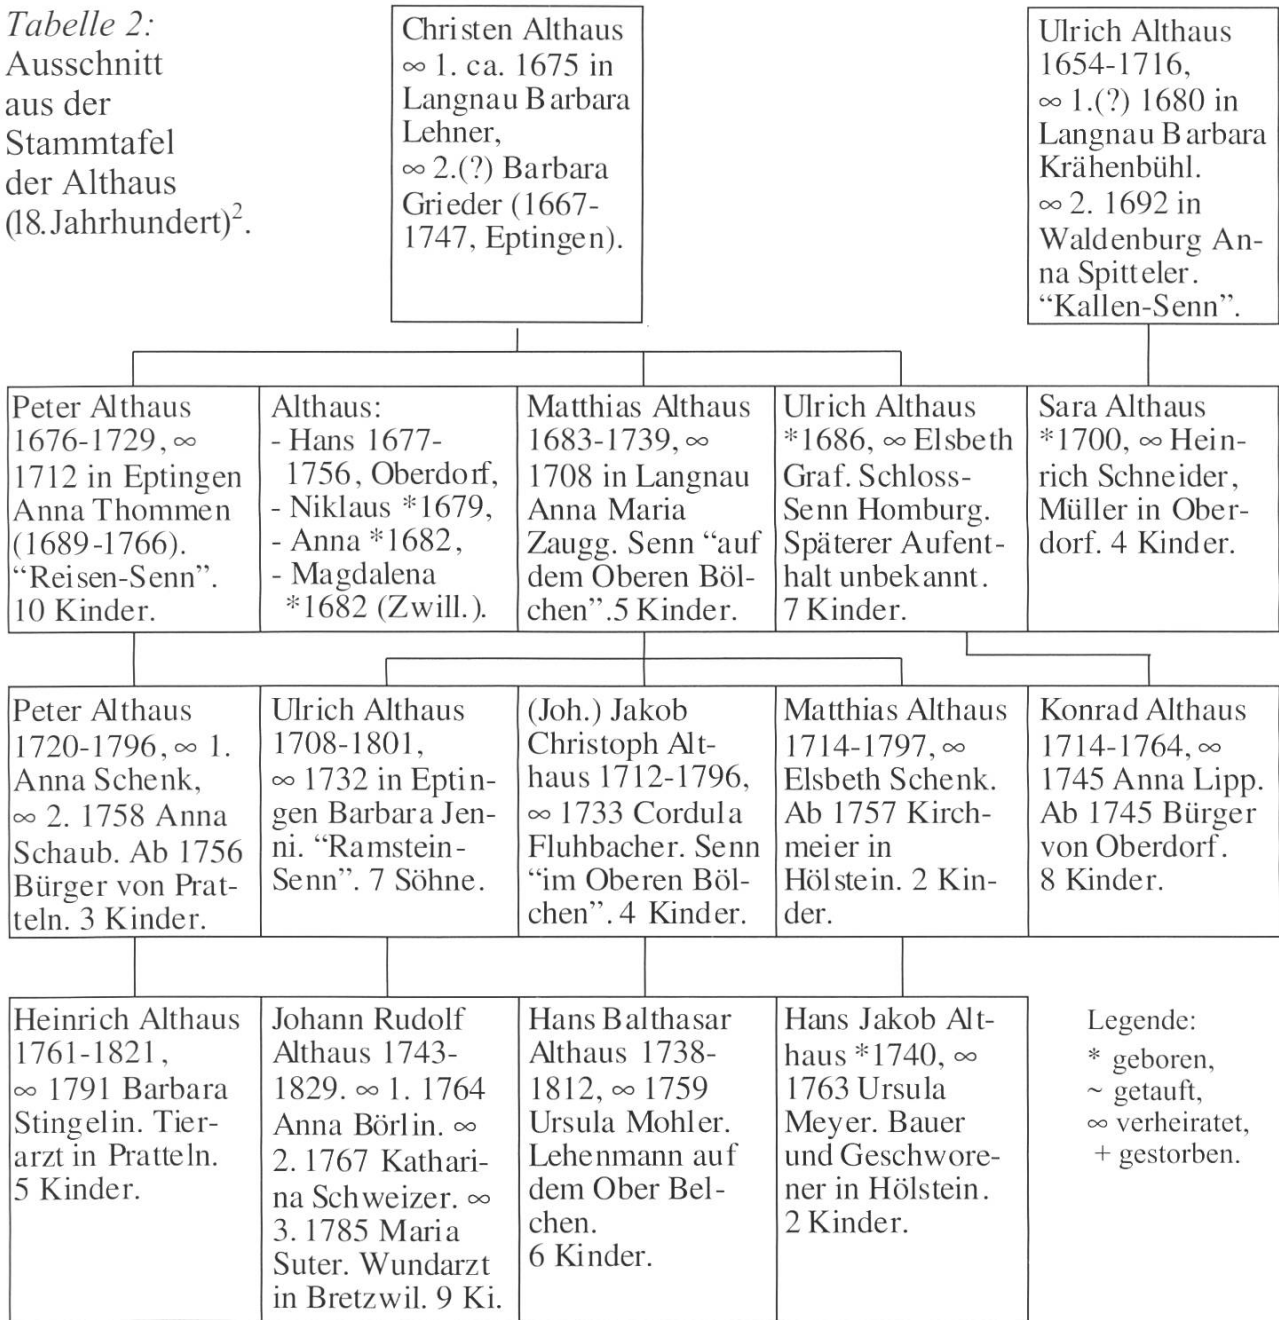 Tabelle 2:
Ausschnitt
aus der
Stammtafel
der Althaus
(18.Jahrhundert)².
Christen Althaus
∞ 1. ca. 1675 in
Langnau Barbara
Lehner,
∞ 2.(?) Barbara
Grieder (1667-
1747, Eptingen).
Ulrich Althaus
1654-1716,
∞ 1.(?) 1680 in
Langnau Barbara
Krähenbühl.
∞ 2. 1692 in
Waldenburg An-
na Spitteler.
“Kallen-Senn”.
Peter Althaus
1676-1729, ∞
1712 in Eptingen
Anna Thommen
(1689-1766).
“Reisen-Senn”.
10 Kinder.
Althaus:
- Hans 1677-
1756, Oberdorf,
- Niklaus *1679,
- Anna *1682,
- Magdalena
*1682 (Zwill.).
Matthias Althaus
1683-1739, ∞
1708 in Langnau
Anna Maria
Zaugg. Senn “auf
dem Oberen Böl-
chen”.5 Kinder.
Ulrich Althaus
*1686, ∞ Elsbeth
Graf. Schloss-
Senn Homburg.
Späterer Aufent-
halt unbekannt.
7 Kinder.
Sara Althaus
*1700, ∞ Hein-
rich Schneider,
Müller in Ober-
dorf. 4 Kinder.
Peter Althaus
1720-1796, ∞ 1.
Anna Schenk,
∞ 2. 1758 Anna
Schaub. Ab 1756
Bürger von Prat-
teln. 3 Kinder.
Ulrich Althaus
1708-1801,
∞ 1732 in Eptin-
gen Barbara Jen-
ni. “Ramstein-
Senn”. 7 Söhne.
(Joh.) Jakob
Christoph Alt-
haus 1712-1796,
∞ 1733 Cordula
Fluhbacher. Senn
“im Oberen Böl-
chen”. 4 Kinder.
Matthias Althaus
1714-1797, ∞
Elsbeth Schenk.
Ab 1757 Kirch-
meier in
Hölstein. 2 Kin-
der.
Konrad Althaus
1714-1764, ∞
1745 Anna Lipp.
Ab 1745 Bürger
von Oberdorf.
8 Kinder.
Heinrich Althaus
1761-1821,
∞ 1791 Barbara
Stingelin. Tier-
arzt in Pratteln.
5 Kinder.
Johann Rudolf
Althaus 1743-
1829. ∞ 1. 1764
Anna Börlin. ∞
2. 1767 Kathari-
na Schweizer. ∞
3. 1785 Maria
Suter. Wundarzt
in Bretzwil. 9 Ki.
Hans Balthasar
Althaus 1738-
1812, ∞ 1759
Ursula Mohler.
Lehenmann auf
dem Ober Bel-
chen.
6 Kinder.
Hans Jakob Alt-
haus *1740, ∞
1763 Ursula
Meyer. Bauer
und Geschwore-
ner in Hölstein.
2 Kinder.
Legende:
* geboren,
~ getauft,
∞ verheiratet,
+ gestorben.